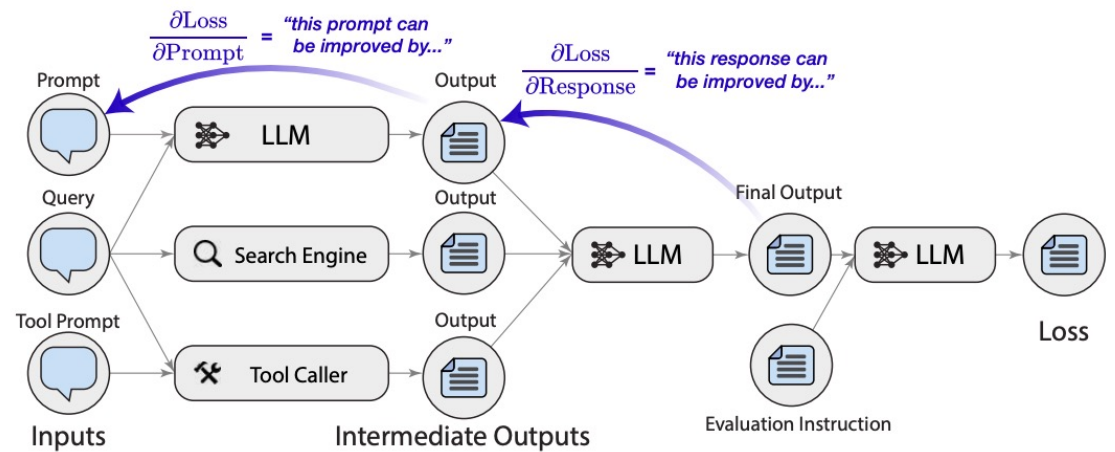 ∂Loss
∂Prompt
= “this prompt can
be improved by...”
∂Loss
∂Response
= “this response can
be improved by...”
Prompt
LLM
Output
Query
Search Engine
Output
LLM
Final Output
LLM
Loss
Tool Prompt
Tool Caller
Output
Evaluation Instruction
Inputs
Intermediate Outputs